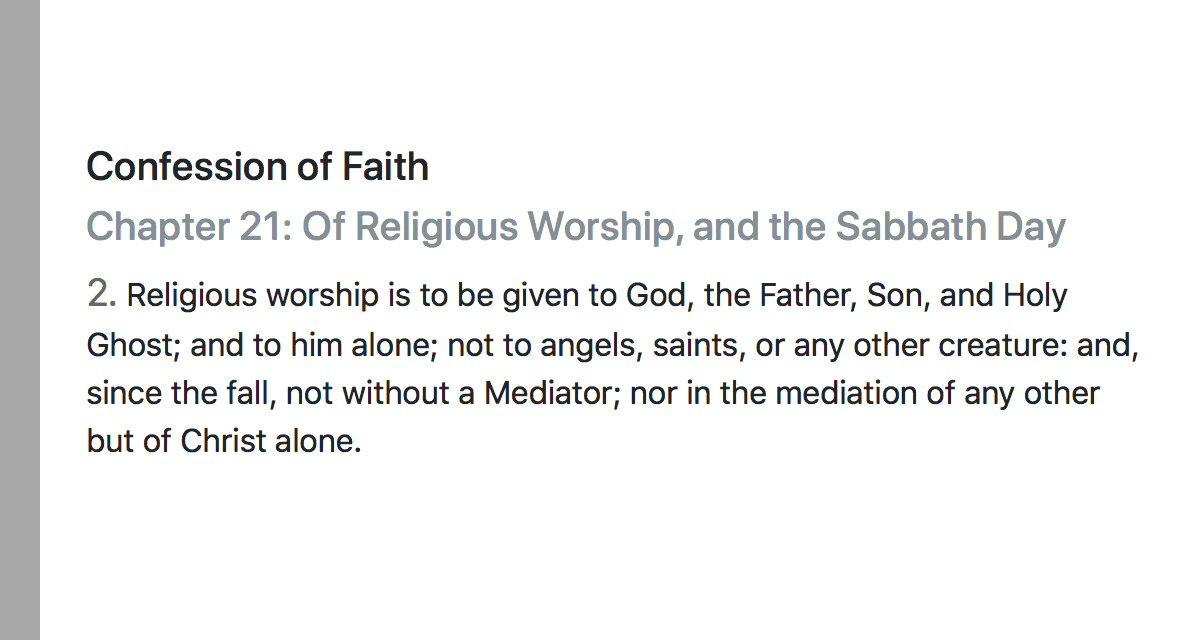 Confession of Faith
Chapter 21: Of Religious Worship, and the Sabbath Day
2. Religious worship is to be given to God, the Father, Son, and Holy
Ghost; and to him alone; not to angels, saints, or any other creature: and,
since the fall, not without a Mediator; nor in the mediation of any other
but of Christ alone.